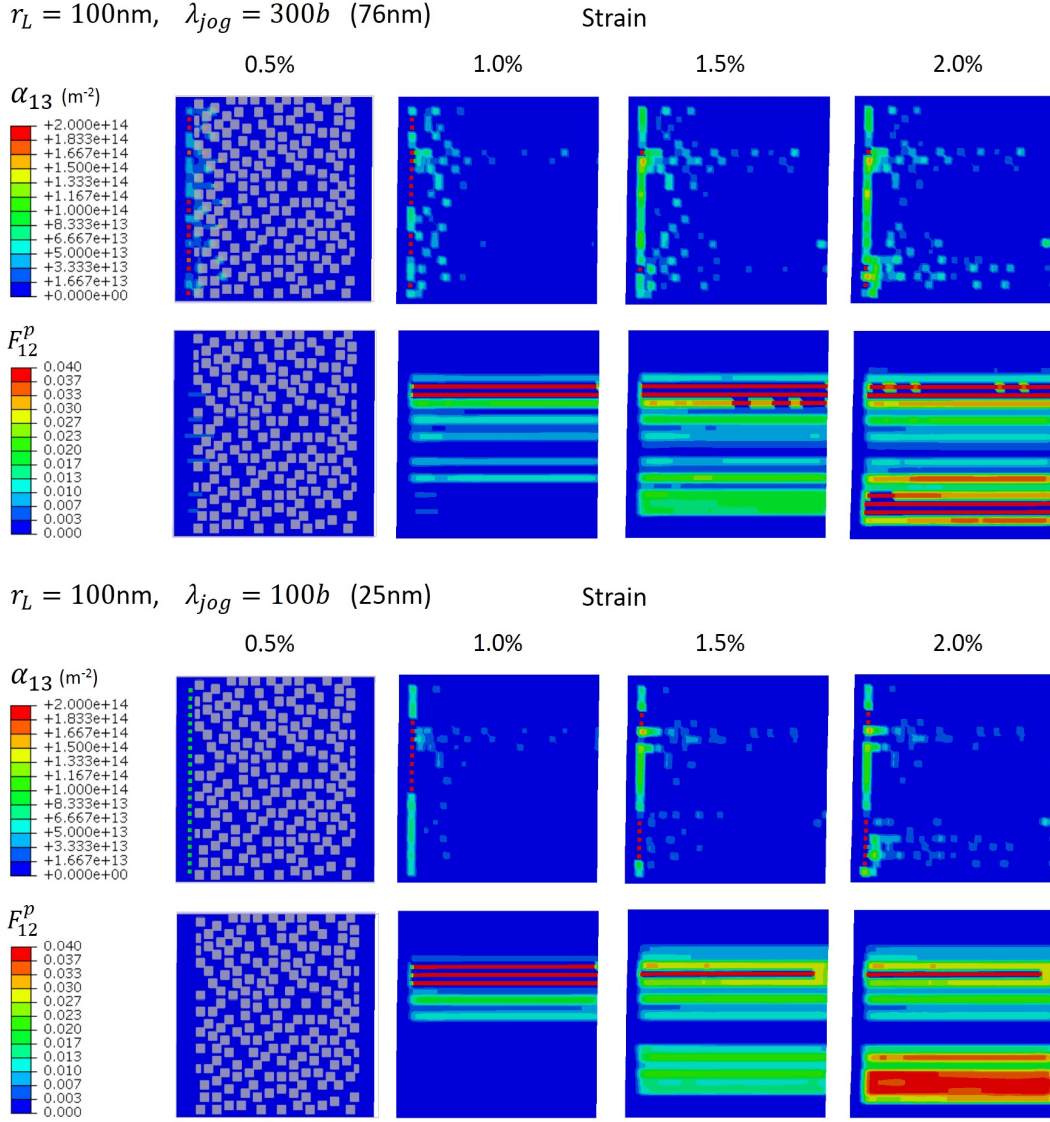 r_L = 100nm, λ_jog = 300b (76nm) Strain
0.5% 1.0% 1.5% 2.0%
α_13 (m⁻²)
+2.000e+14
+1.833e+14
+1.667e+14
+1.500e+14
+1.333e+14
+1.167e+14
+1.000e+14
+8.333e+13
+6.667e+13
+5.000e+13
+3.333e+13
+1.667e+13
+0.000e+00
F^p_12
0.040
0.037
0.033
0.030
0.027
0.023
0.020
0.017
0.013
0.010
0.007
0.003
0.000
r_L = 100nm, λ_jog = 100b (25nm) Strain
0.5% 1.0% 1.5% 2.0%
α_13 (m⁻²)
+2.000e+14
+1.833e+14
+1.667e+14
+1.500e+14
+1.333e+14
+1.167e+14
+1.000e+14
+8.333e+13
+6.667e+13
+5.000e+13
+3.333e+13
+1.667e+13
+0.000e+00
F^p_12
0.040
0.037
0.033
0.030
0.027
0.023
0.020
0.017
0.013
0.010
0.007
0.003
0.000